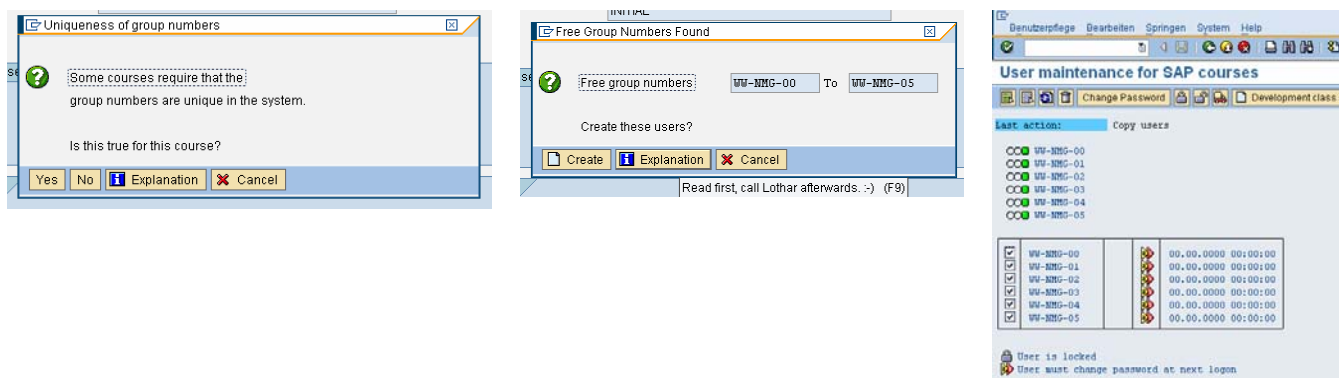 Uniqueness of group numbers
Some courses require that the
group numbers are unique in the system.
Is this true for this course?
Yes No Explanation Cancel
INITIAL
Free Group Numbers Found
Free group numbers WW-NMG-00 To WW-NMG-05
Create these users?
Create Explanation Cancel
Read first, call Lothar afterwards. :-) (F9)
Benutzerpflege Bearbeiten Springen System Help
User maintenance for SAP courses
Change Password Development class
Last action: Copy users
WW-NMG-00
WW-NMG-01
WW-NMG-02
WW-NMG-03
WW-NMG-04
WW-NMG-05
WW-NMG-00 00.00.0000 00:00:00
WW-NMG-01 00.00.0000 00:00:00
WW-NMG-02 00.00.0000 00:00:00
WW-NMG-03 00.00.0000 00:00:00
WW-NMG-04 00.00.0000 00:00:00
WW-NMG-05 00.00.0000 00:00:00
User is locked
User must change password at next logon